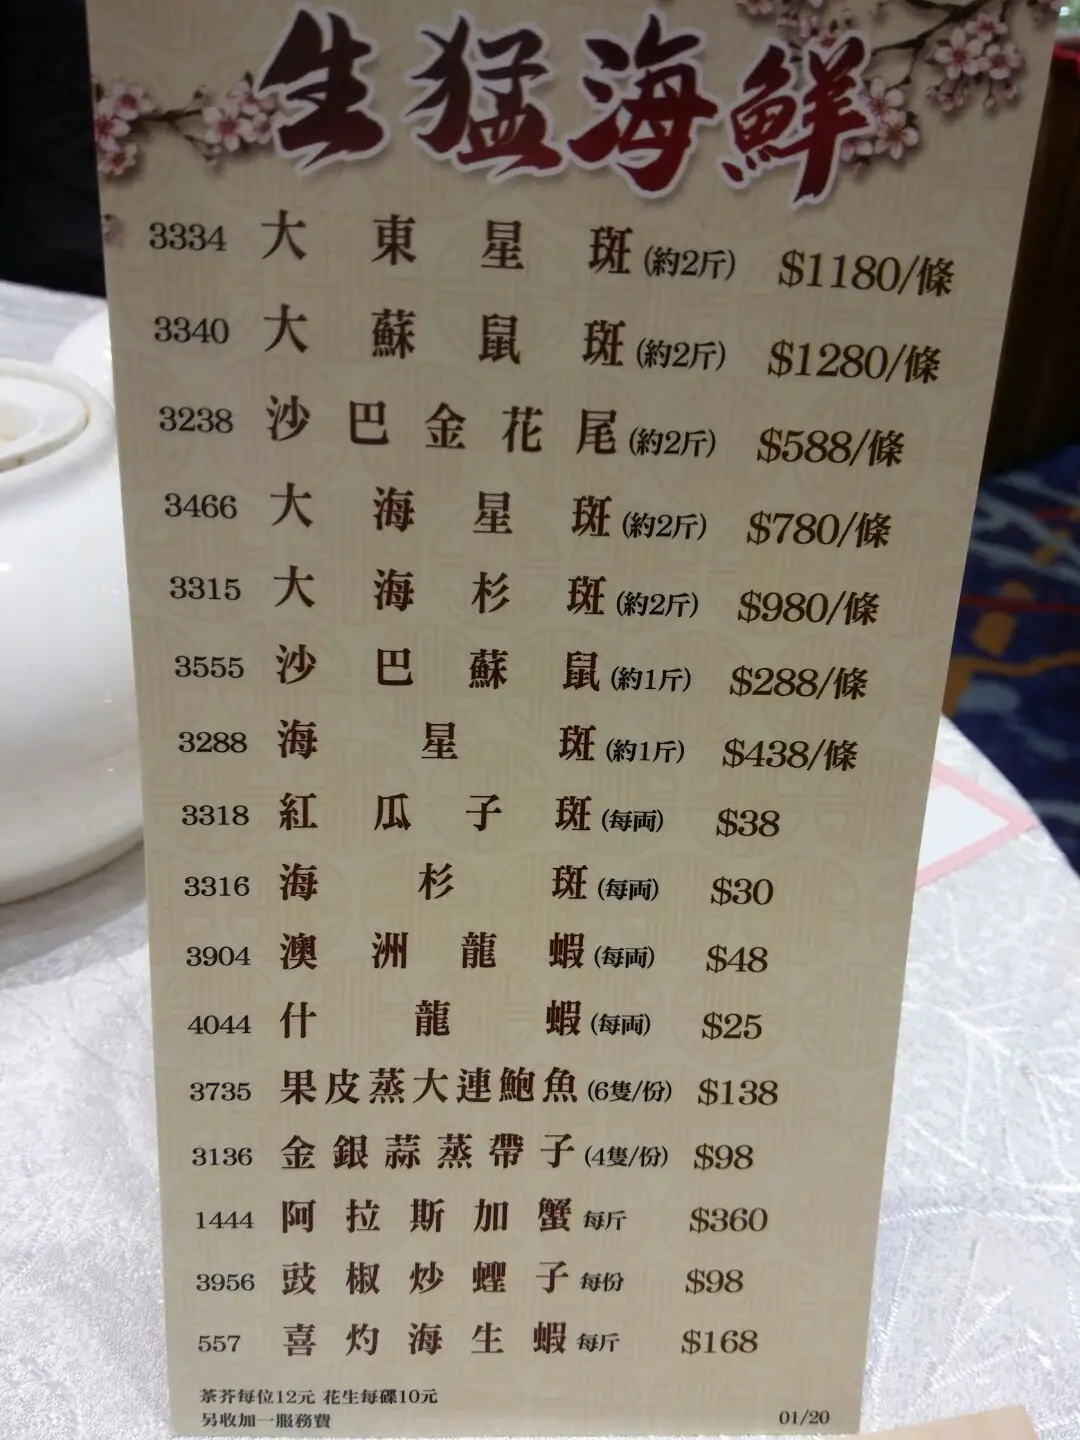 生猛海鮮
3334 大東星斑(約2斤) $1180/條
3340 大蘇鼠斑(約2斤) $1280/條
3238 沙巴金花尾(約2斤) $588/條
3466 大海星斑(約2斤) $780/條
3315 大海杉斑(約2斤) $980/條
3555 沙巴蘇鼠(約1斤) $288/條
3288 海星斑(約1斤) $438/條
3318 紅瓜子斑(每両) $38
3316 海杉斑(每両) $30
3904 澳洲龍蝦(每両) $48
4044 什龍蝦(每両) $25
3735 果皮蒸大連鮑魚(6隻/份) $138
3136 金銀蒜蒸帶子(4隻/份) $98
1444 阿拉斯加蟹每斤 $360
3956 豉椒炒蟶子每份 $98
557 喜灼海生蝦每斤 $168
茶芥每位12元 花生每碟10元
另收加一服務費 01/20